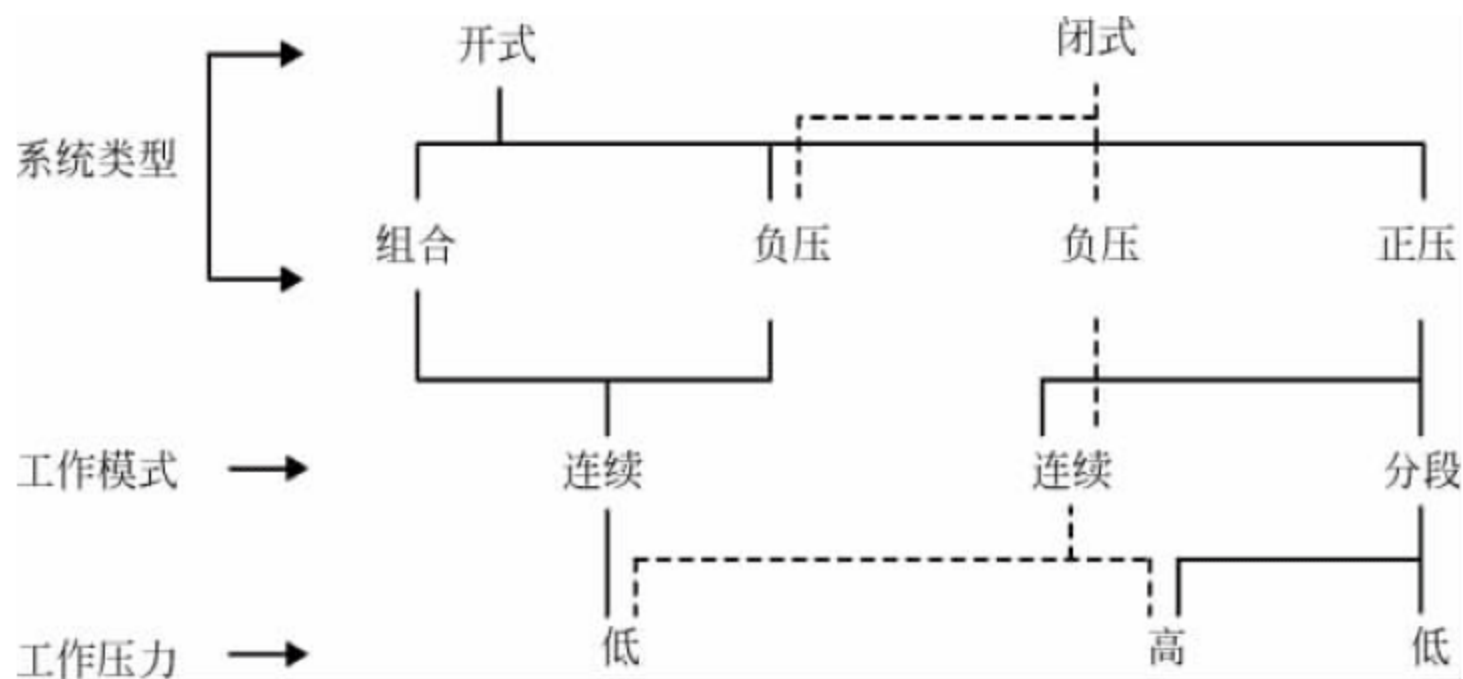 开式 闭式
系统类型
组合 负压 负压 正压
工作模式 连续 连续 分段
工作压力 低 高 低